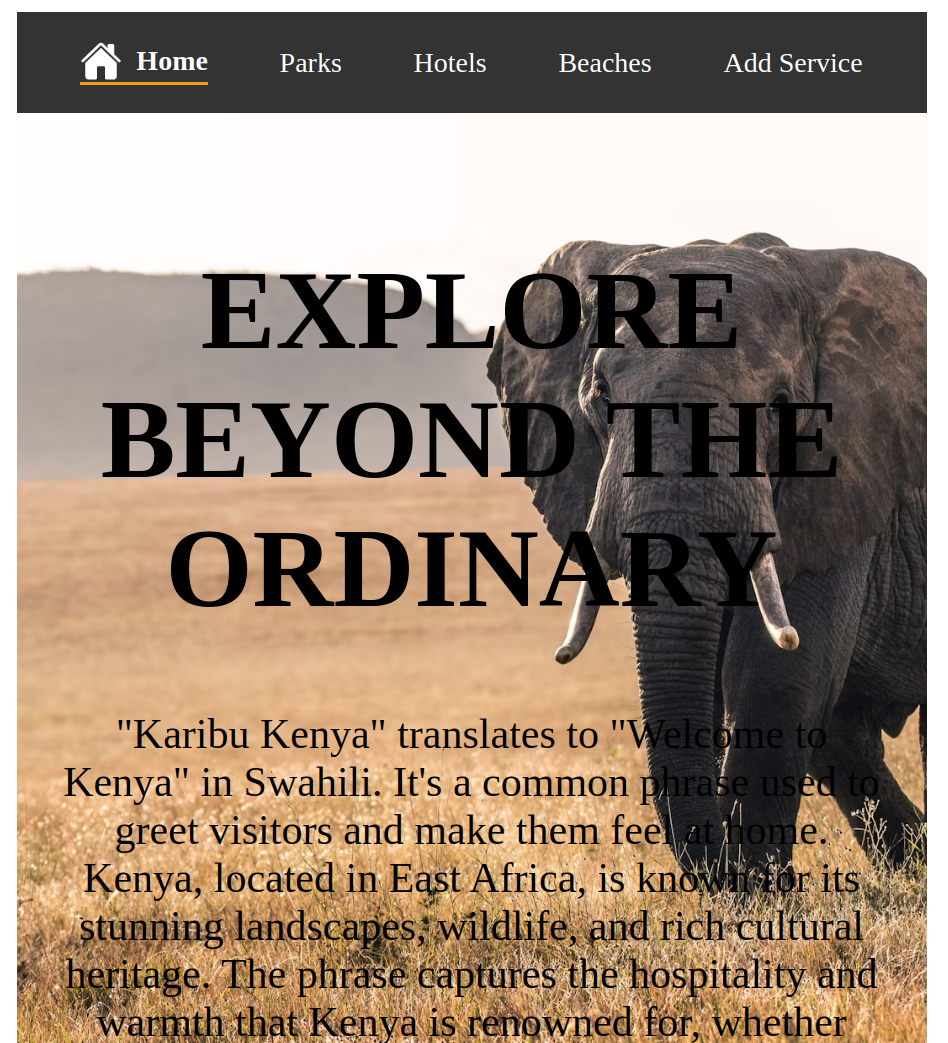 Home Parks Hotels Beaches Add Service
EXPLORE
BEYOND THE
ORDINARY
"Karibu Kenya" translates to "Welcome to
Kenya" in Swahili. It's a common phrase used to
greet visitors and make them feel at home.
Kenya, located in East Africa, is known for its
stunning landscapes, wildlife, and rich cultural
heritage. The phrase captures the hospitality and
warmth that Kenya is renowned for, whether